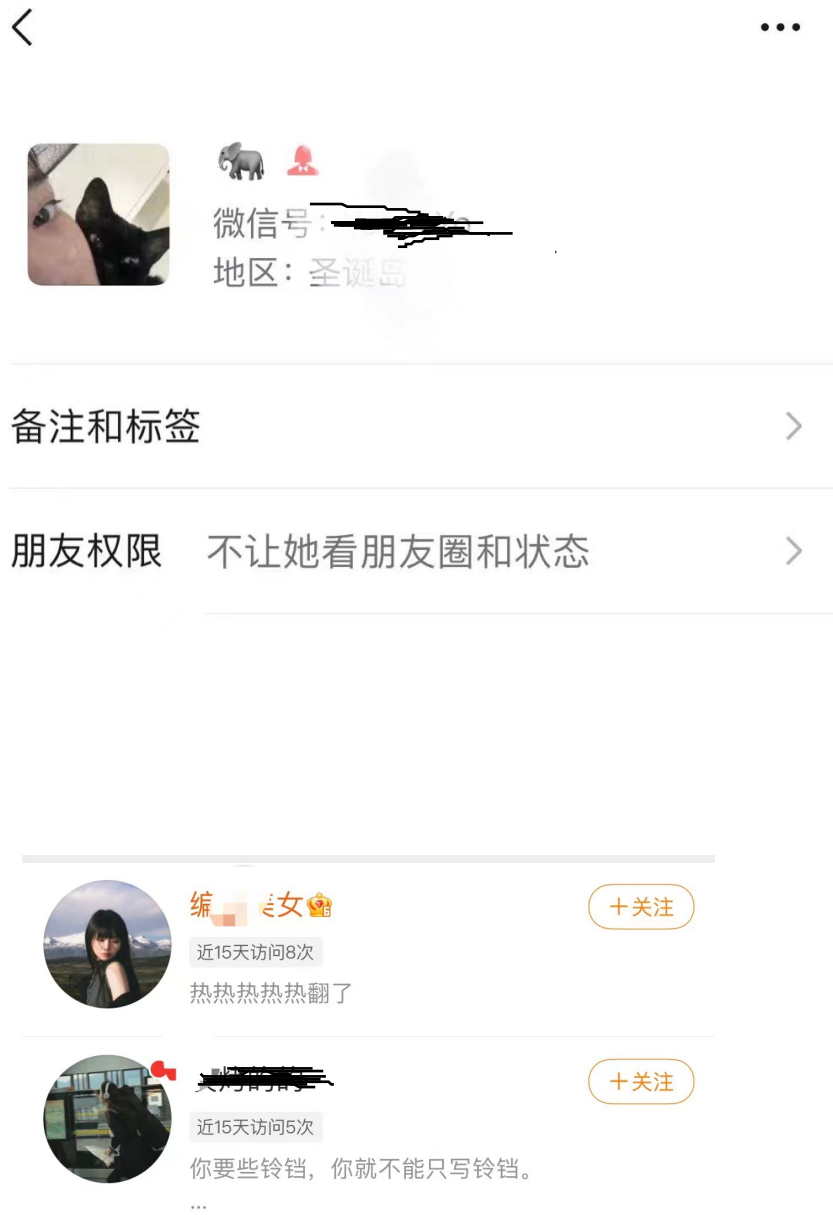 微信号：
地区：圣诞岛
备注和标签
朋友权限 不让她看朋友圈和状态
编 女
+关注
近15天访问8次
热热热热热翻了
+关注
近15天访问5次
你要些铃铛，你就不能只写铃铛。
...